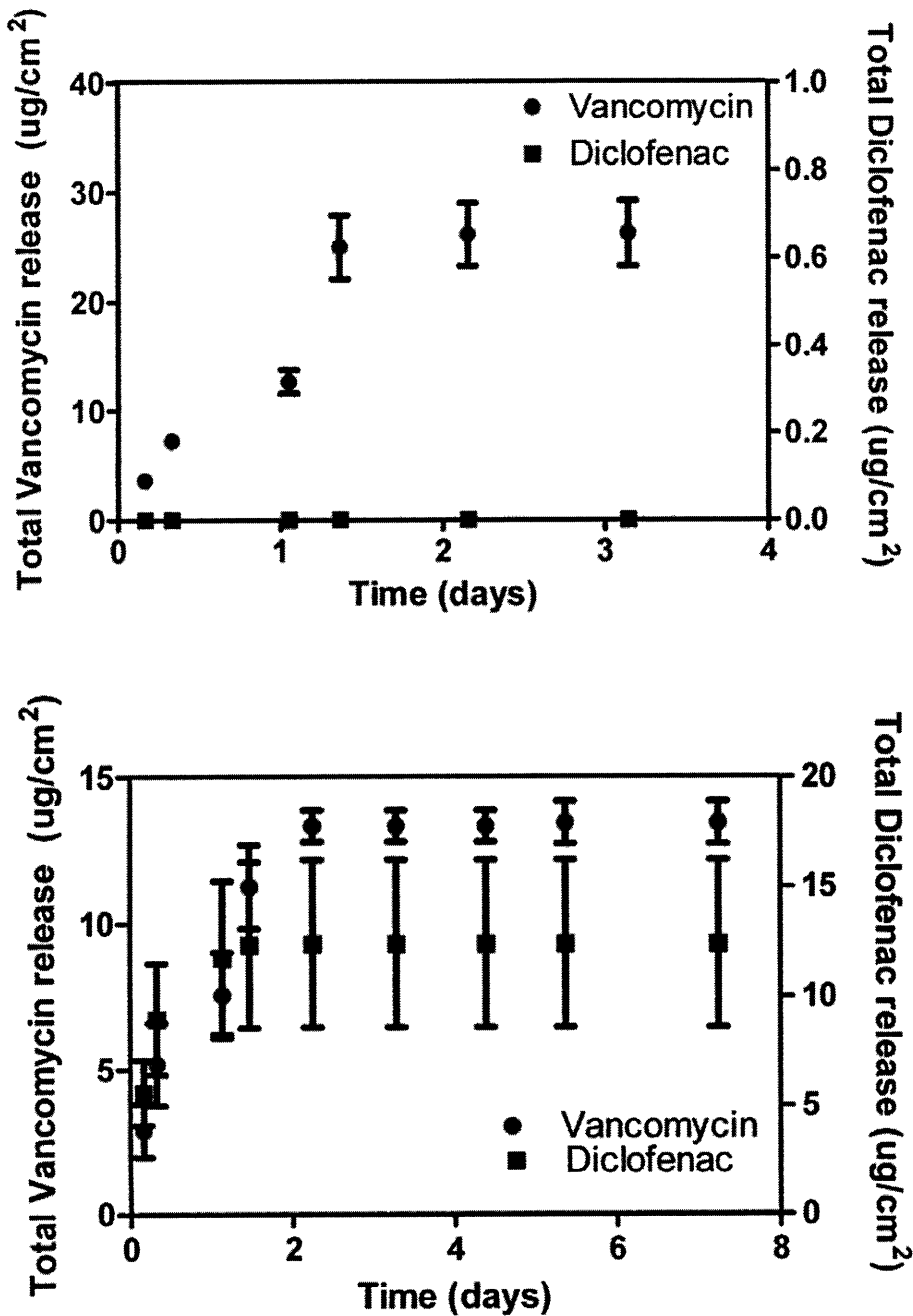 Total Vancomycin release (ug/cm²)
40
30
20
10
0
Vancomycin
Diclofenac
1.0
0.8
0.6
0.4
0.2
0.0
Total Diclofenac release (ug/cm²)
0 1 2 3 4
Time (days)
Total Vancomycin release (ug/cm²)
15
10
5
0
Vancomycin
Diclofenac
20
15
10
5
0
Total Diclofenac release (ug/cm²)
0 2 4 6 8
Time (days)